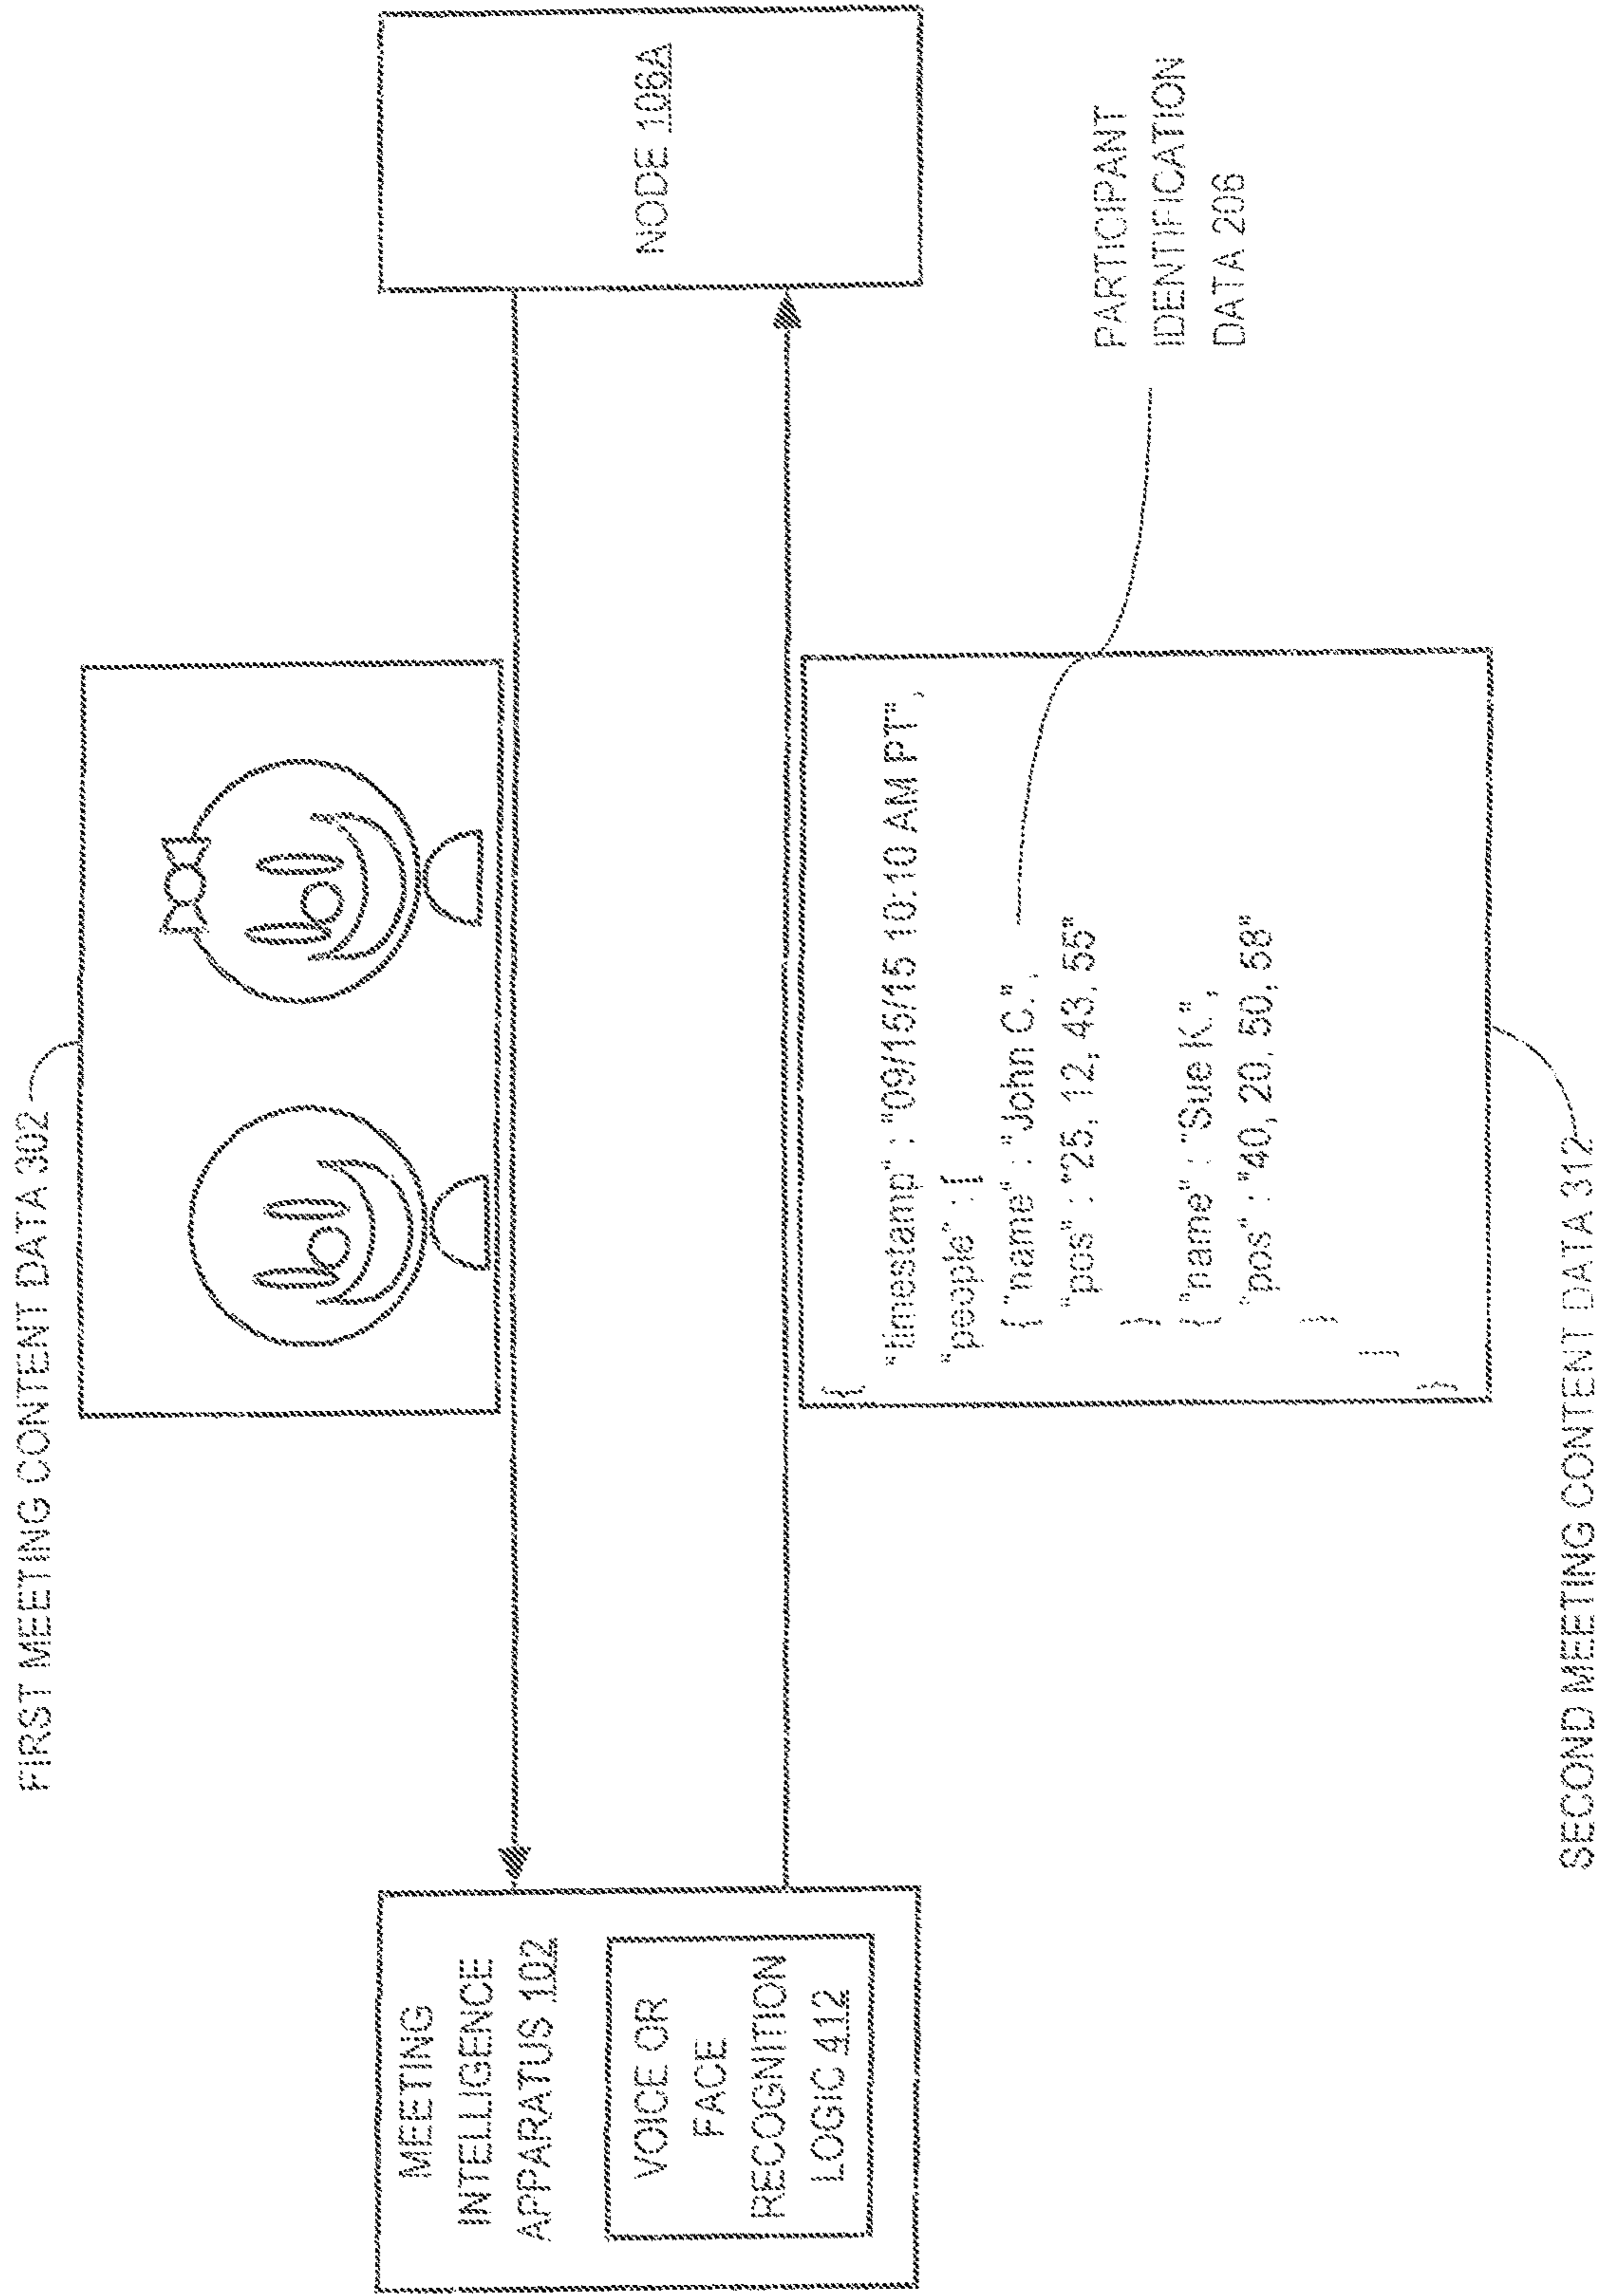 FIRST MEETING CONTENT DATA 302
MEETING
INTELLIGENCE
APPARATUS 102
VOICE OR
FACE
RECOGNITION
LOGIC 412
NODE 106A
{
"timestamp" : "09/15/15 10:10 AM PT",
"people" : [
{ "name" : "John C.",
"pos" : "25, 12, 43, 55"
}
{ "name" : "Sue K.",
"pos" : "40, 20, 50, 58"
}
]
}
PARTICIPANT
IDENTIFICATION
DATA 206
SECOND MEETING CONTENT DATA 312